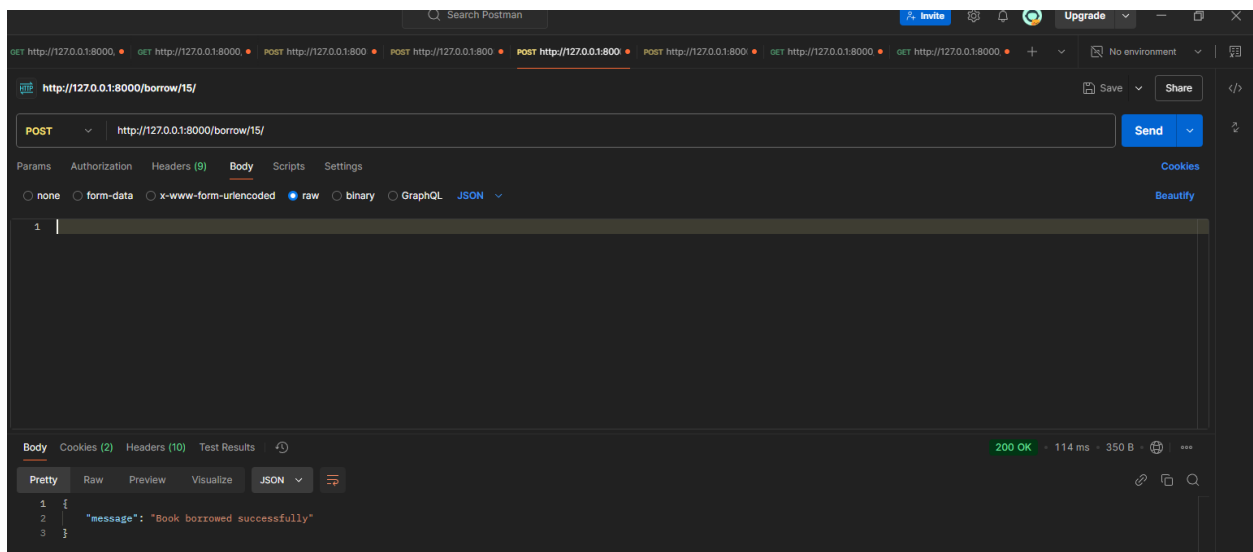 Search Postman
Invite
Upgrade
GET http://127.0.0.1:8000, GET http://127.0.0.1:8000, POST http://127.0.0.1:800 POST http://127.0.0.1:800 POST http://127.0.0.1:800 POST http://127.0.0.1:800 GET http://127.0.0.1:8000 GET http://127.0.0.1:8000, No environment
HTTP http://127.0.0.1:8000/borrow/15/ Save Share
POST http://127.0.0.1:8000/borrow/15/ Send
Params Authorization Headers (9) Body Scripts Settings Cookies
none form-data x-www-form-urlencoded raw binary GraphQL JSON Beautify
1
Body Cookies (2) Headers (10) Test Results 200 OK 114 ms 350 B
Pretty Raw Preview Visualize JSON
1 {
2 "message": "Book borrowed successfully"
3 }